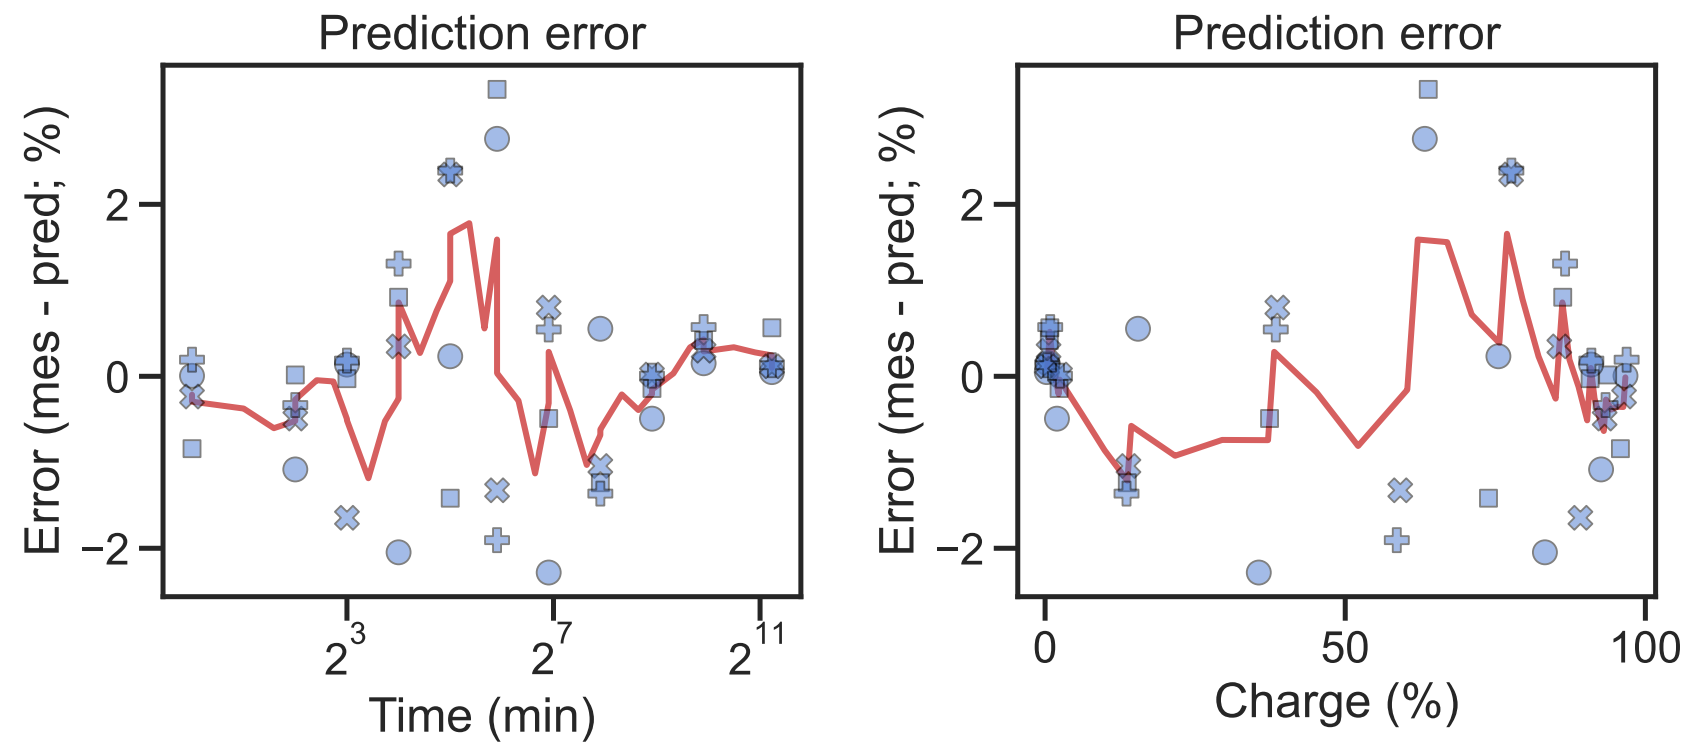 Prediction error
Error (mes - pred; %)
2
0
−2
2^3
2^7
2^11
Time (min)
Prediction error
Error (mes - pred; %)
2
0
−2
0
50
100
Charge (%)